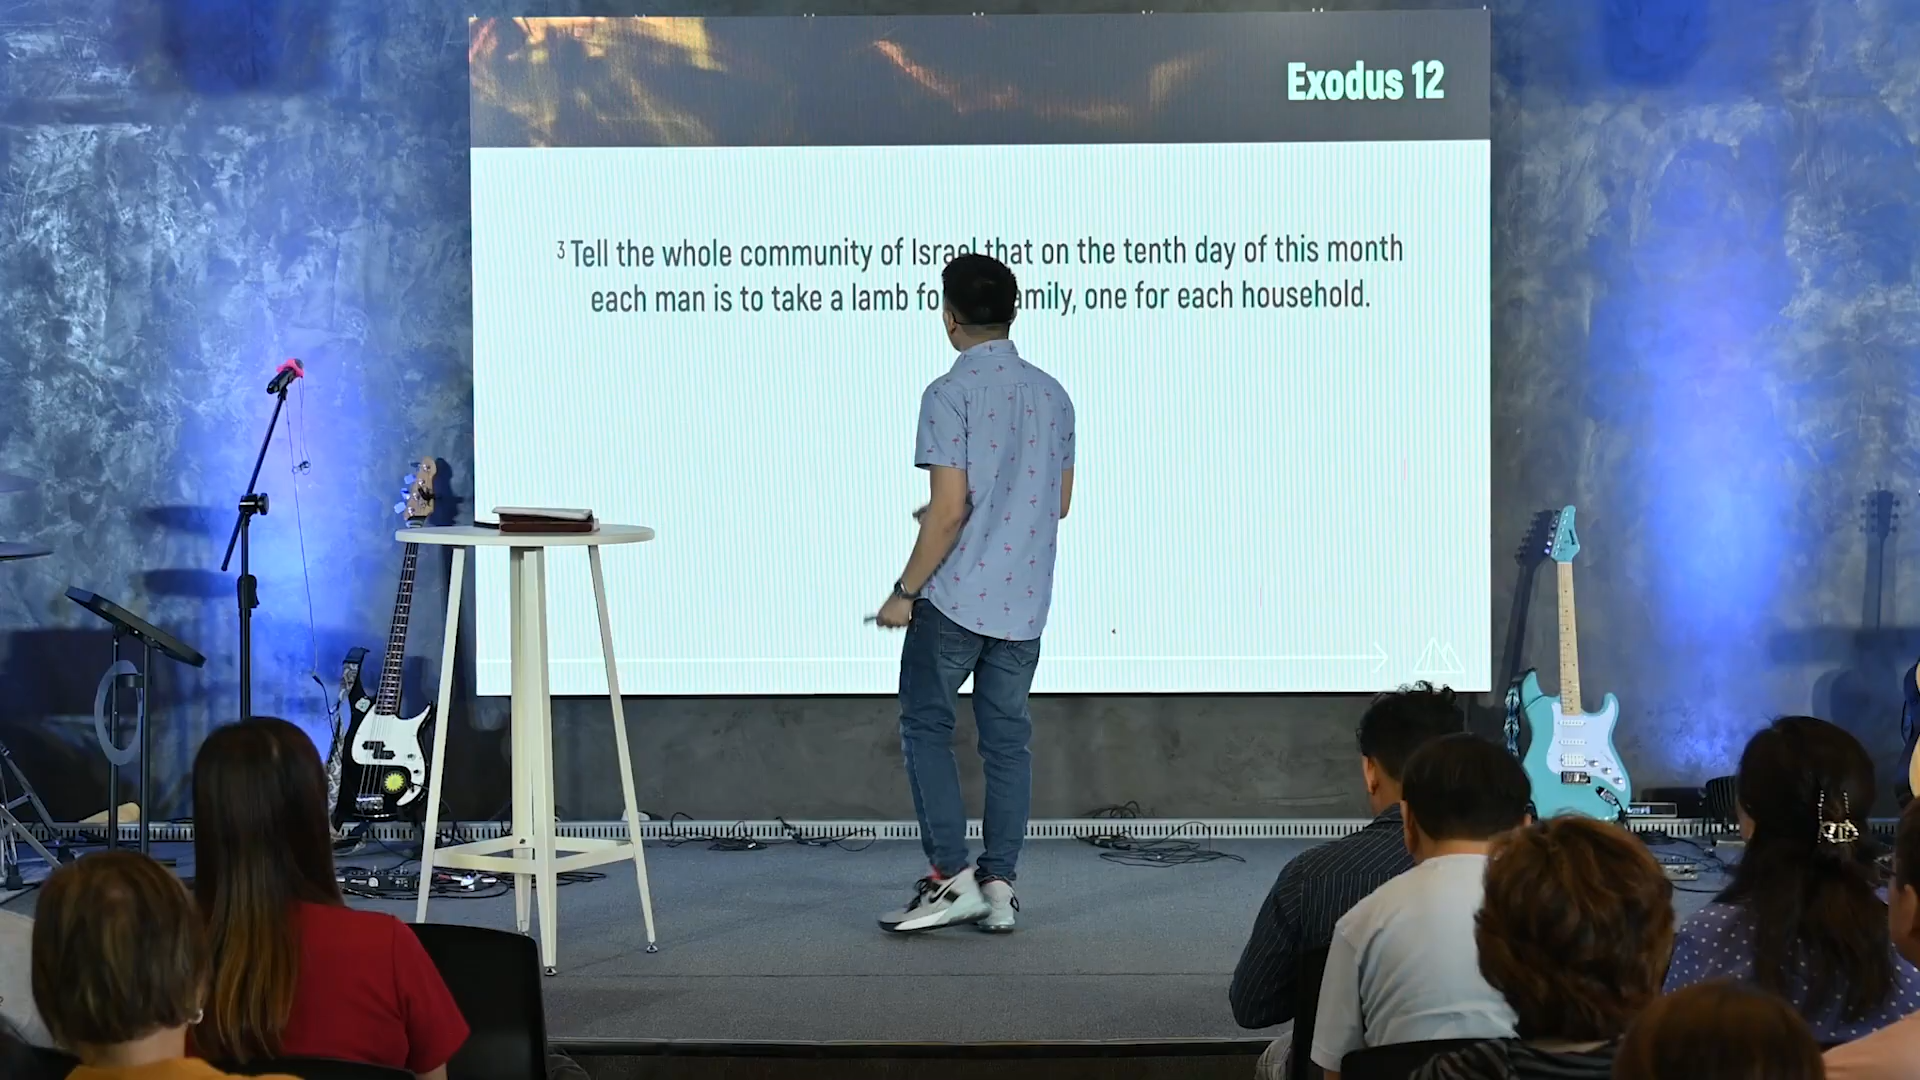 Exodus 12
3 Tell the whole community of Israel that on the tenth day of this month
each man is to take a lamb amily, one for each household.